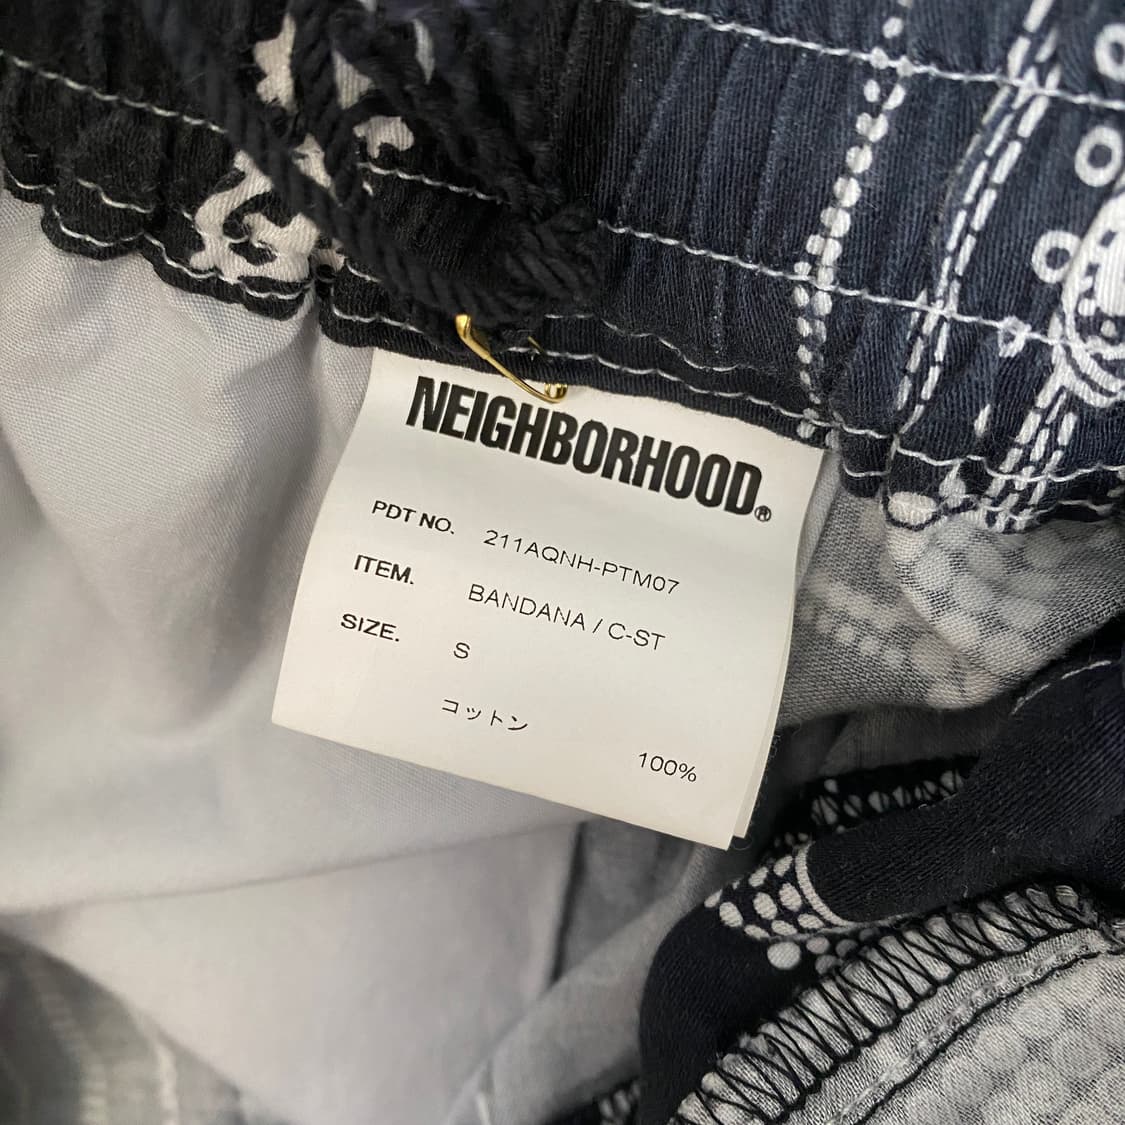 NEIGHBORHOOD®
PDT NO. 211AQNH-PTM07
ITEM. BANDANA / C-ST
SIZE. S
コットン 100%